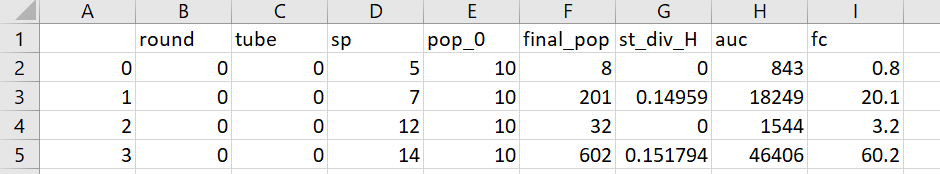 A B C D E F G H I
1 round tube sp pop_0 final_pop st_div_H auc fc
2 0 0 0 5 10 8 0 843 0.8
3 1 0 0 7 10 201 0.14959 18249 20.1
4 2 0 0 12 10 32 0 1544 3.2
5 3 0 0 14 10 602 0.151794 46406 60.2